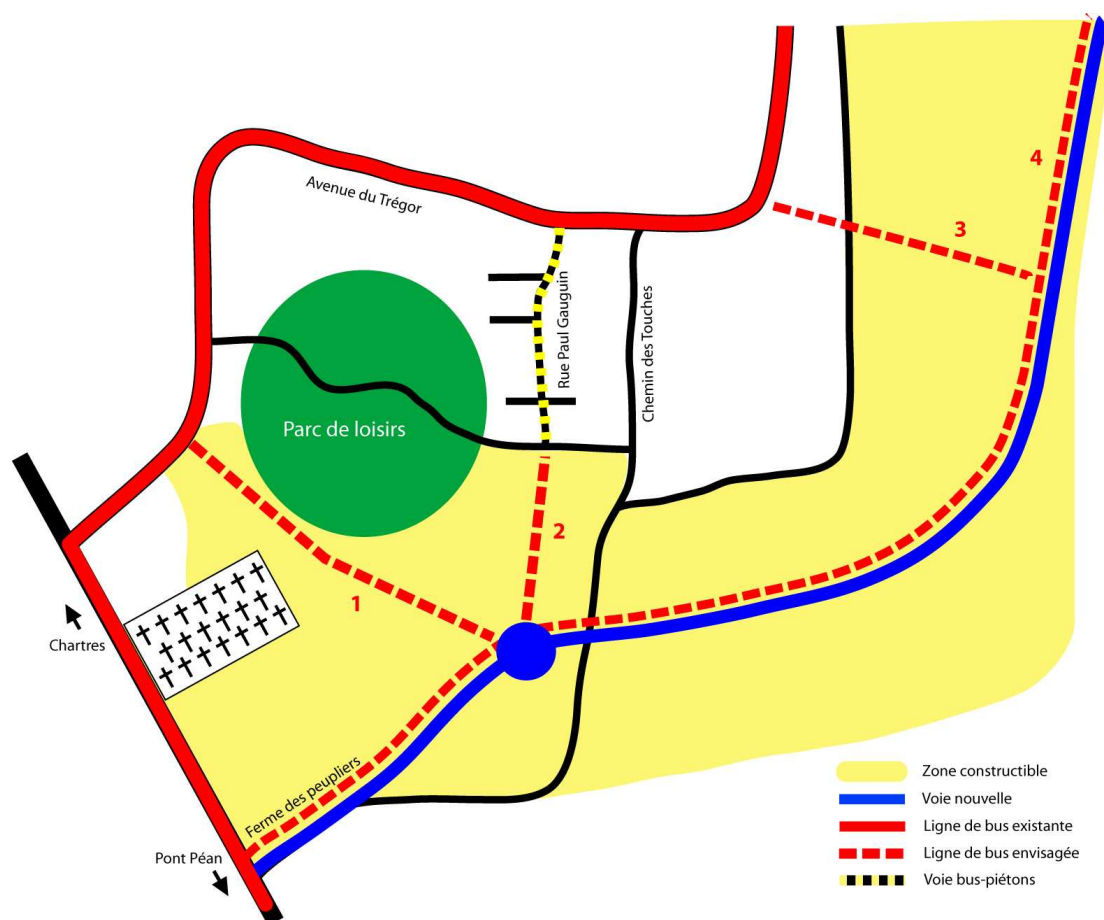 4
3
Avenue du Trégor
Rue Paul Gauguin
Chemin des Touches
Parc de loisirs
2
1
Chartres
Ferme des peupliers
Pont Péan
Zone constructible
Voie nouvelle
Ligne de bus existante
Ligne de bus envisagée
Voie bus-piétons